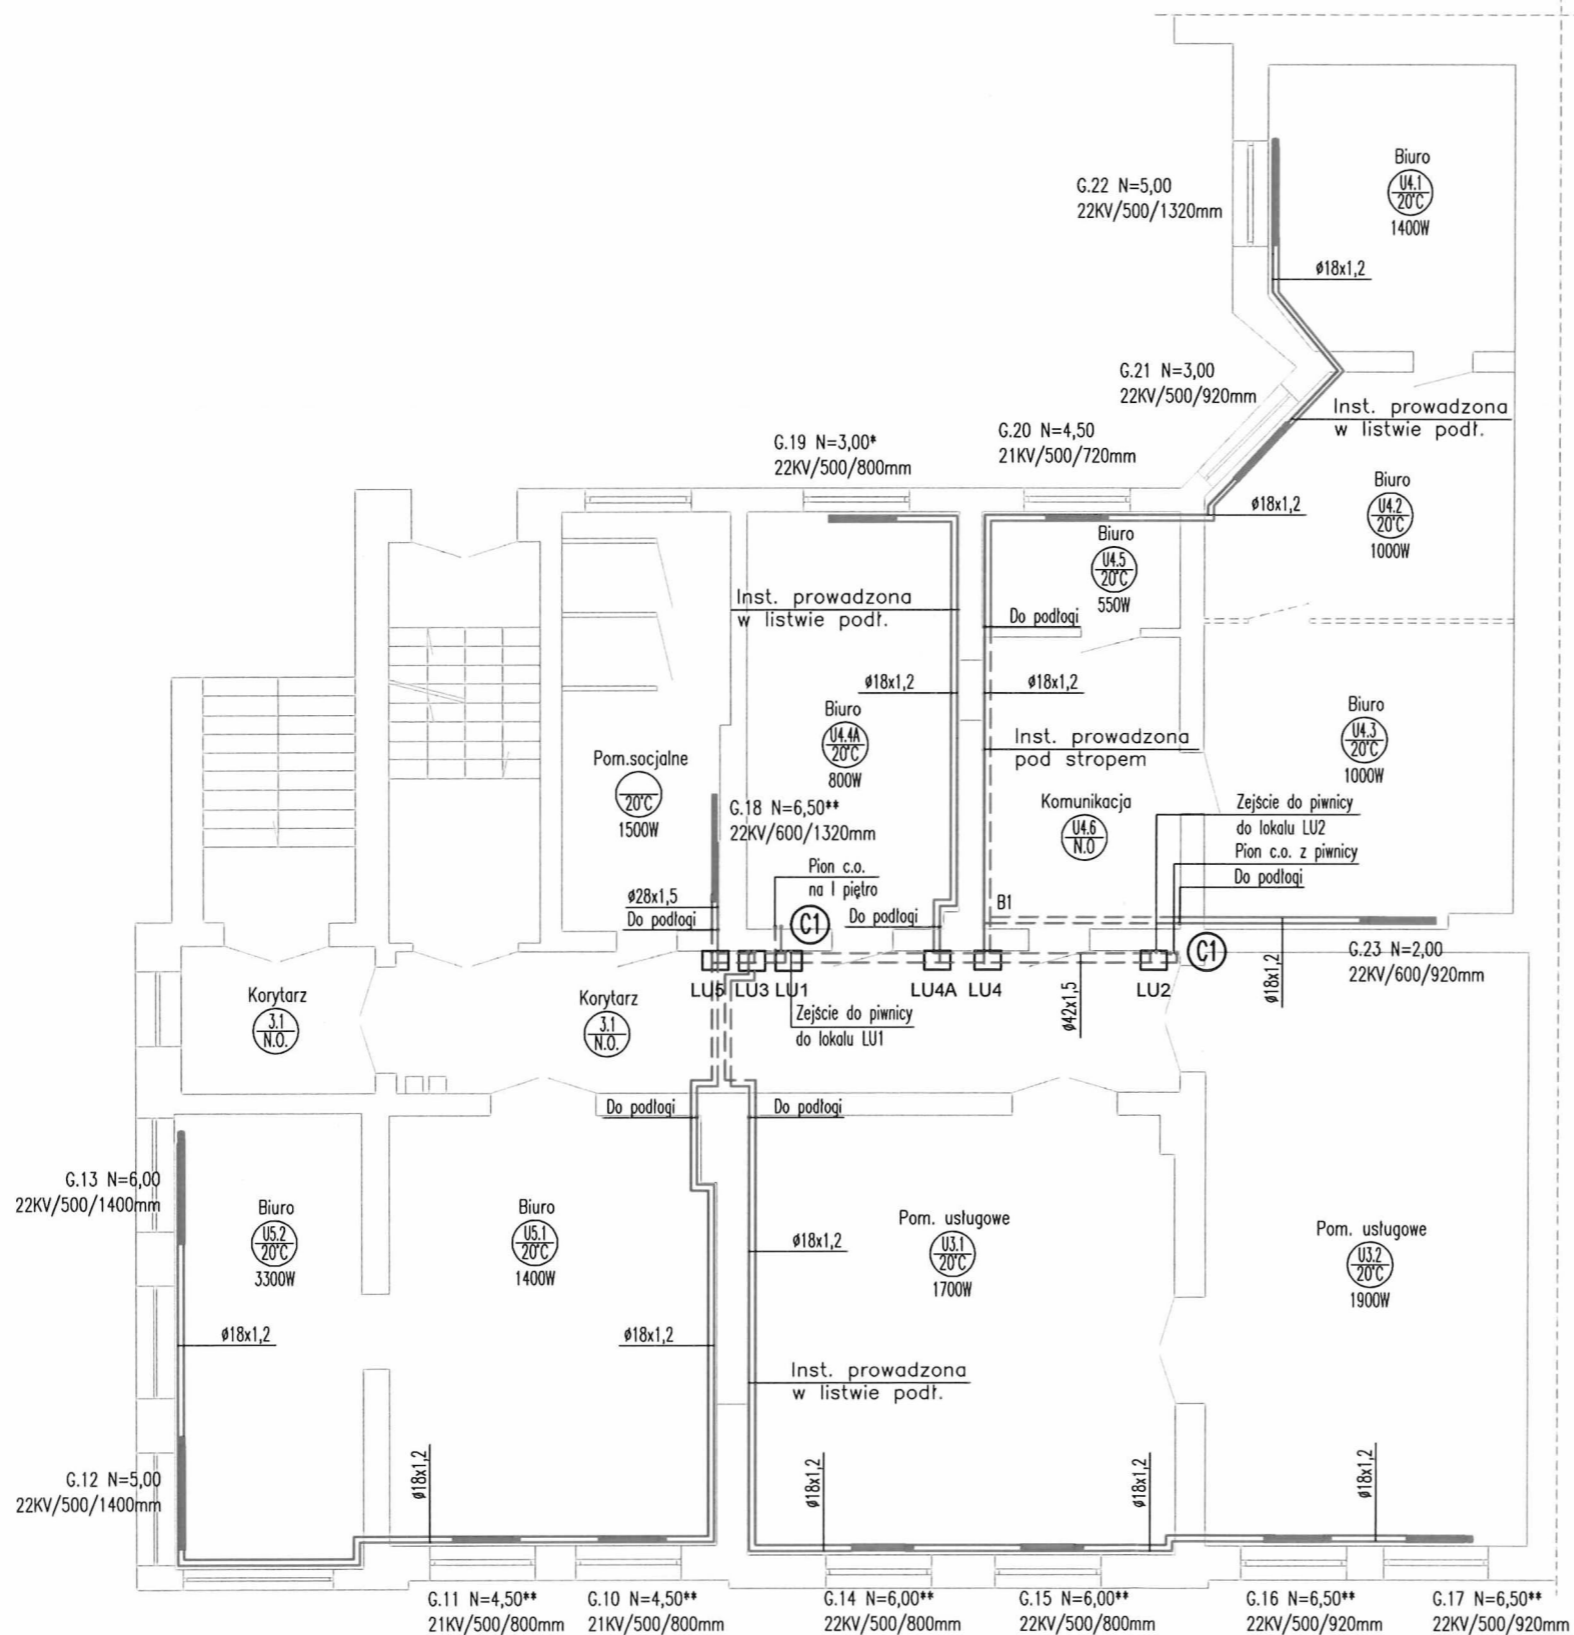 Biuro
U4.1
20°C
1400W
G.22 N=5,00
22KV/500/1320mm
ø18x1,2
G.21 N=3,00
22KV/500/920mm
Inst. prowadzona
w listwie podł.
G.19 N=3,00*
22KV/500/800mm
G.20 N=4,50
21KV/500/720mm
Biuro
U4.2
20°C
1000W
ø18x1,2
Biuro
U4.5
20°C
550W
Inst. prowadzona
w listwie podł.
Do podłogi
ø18x1,2
ø18x1,2
Biuro
U4.4A
20°C
800W
Inst. prowadzona
pod stropem
Biuro
U4.3
20°C
1000W
Pom.socjalne
20°C
1500W
G.18 N=6,50**
22KV/600/1320mm
Komunikacja
U4.6
N.O
Zejście do piwnicy
do lokalu LU2
Pion c.o. z piwnicy
Do podłogi
Pion c.o.
na I piętro
ø28x1,5
Do podłogi
C1
Do podłogi
B1
C1
G.23 N=2,00
22KV/600/920mm
LU5
LU3
LU1
LU4A
LU4
LU2
ø42x1,5
ø18x1,2
Korytarz
3.1
N.O.
Korytarz
3.1
N.O.
Zejście do piwnicy
do lokalu LU1
Do podłogi
Do podłogi
G.13 N=6,00
22KV/500/1400mm
Biuro
U5.2
20°C
3300W
Biuro
U5.1
20°C
1400W
ø18x1,2
Pom. usługowe
U3.1
20°C
1700W
Pom. usługowe
U3.2
20°C
1900W
ø18x1,2
ø18x1,2
Inst. prowadzona
w listwie podł.
G.12 N=5,00
22KV/500/1400mm
ø18x1,2
ø18x1,2
ø18x1,2
ø18x1,2
G.11 N=4,50**
21KV/500/800mm
G.10 N=4,50**
21KV/500/800mm
G.14 N=6,00**
22KV/500/800mm
G.15 N=6,00**
22KV/500/800mm
G.16 N=6,50**
22KV/500/920mm
G.17 N=6,50**
22KV/500/920mm